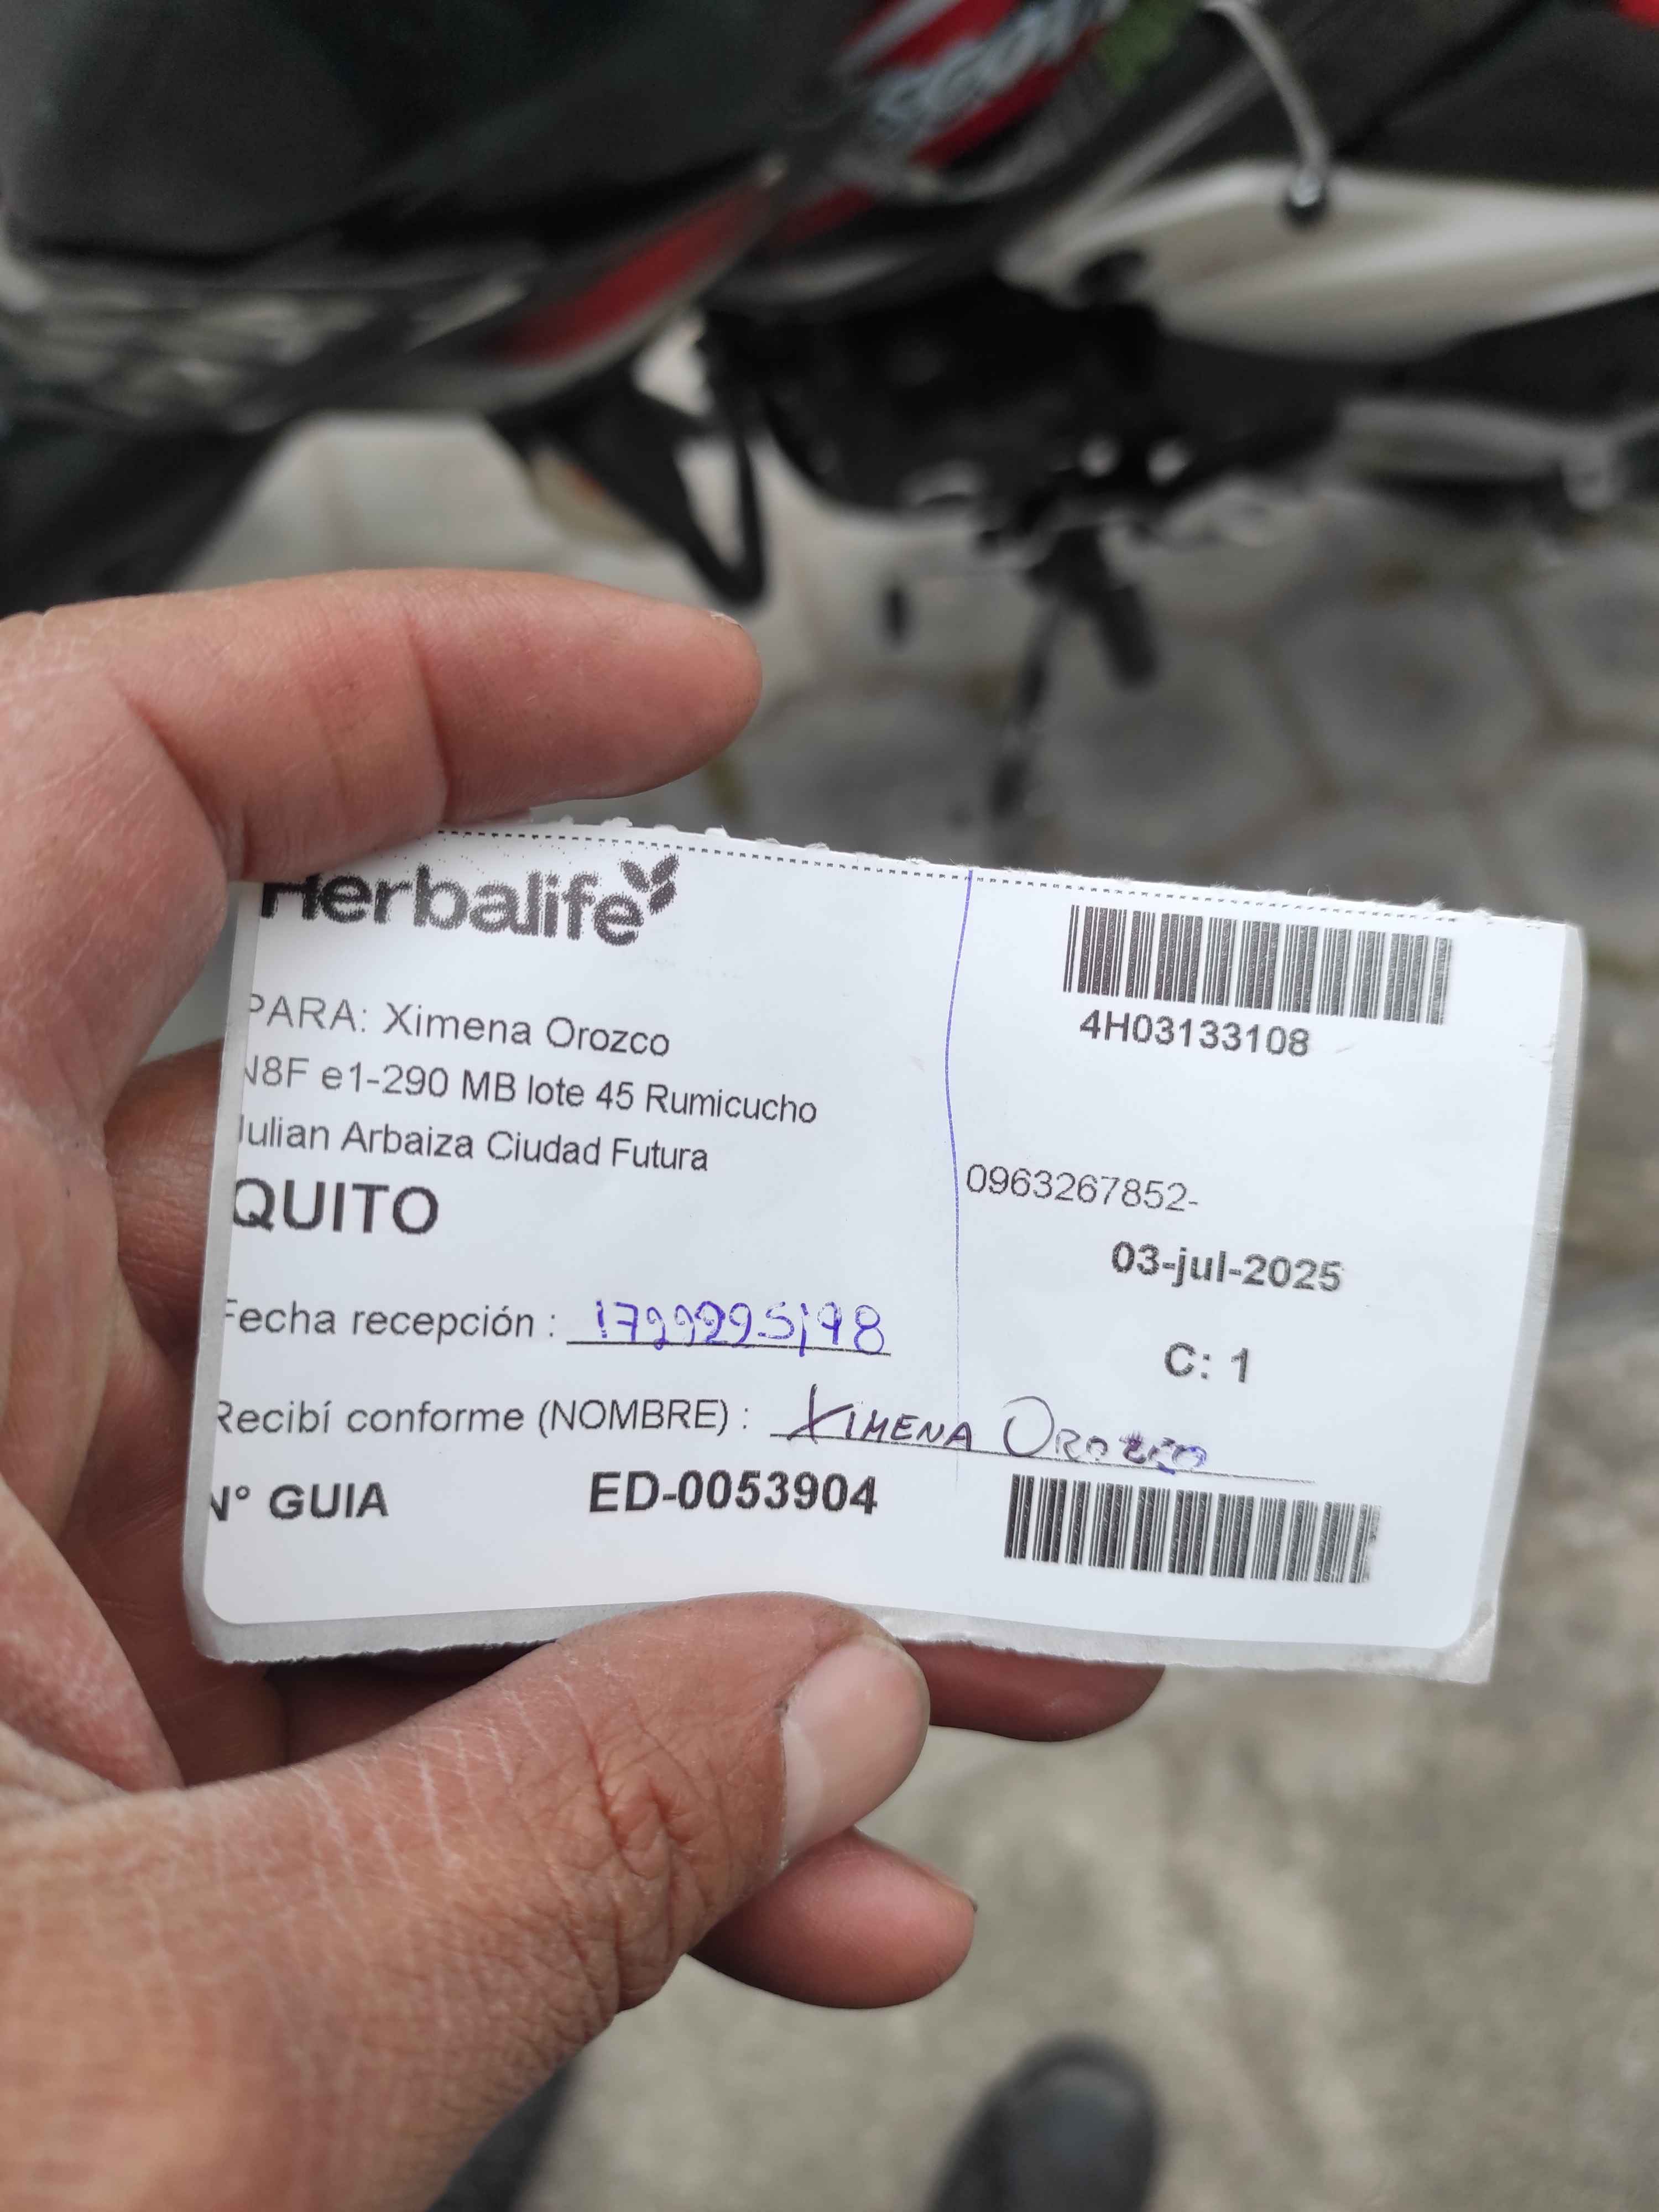 Herbalife
4H03133108
PARA: Ximena Orozco
N8F e1-290 MB lote 45 Rumicucho
Julian Arbaiza Ciudad Futura
QUITO
0963267852-
03-jul-2025
Fecha recepción :
C: 1
Recibí conforme (NOMBRE) : XIMENA OROZCO
N° GUIA ED-0053904